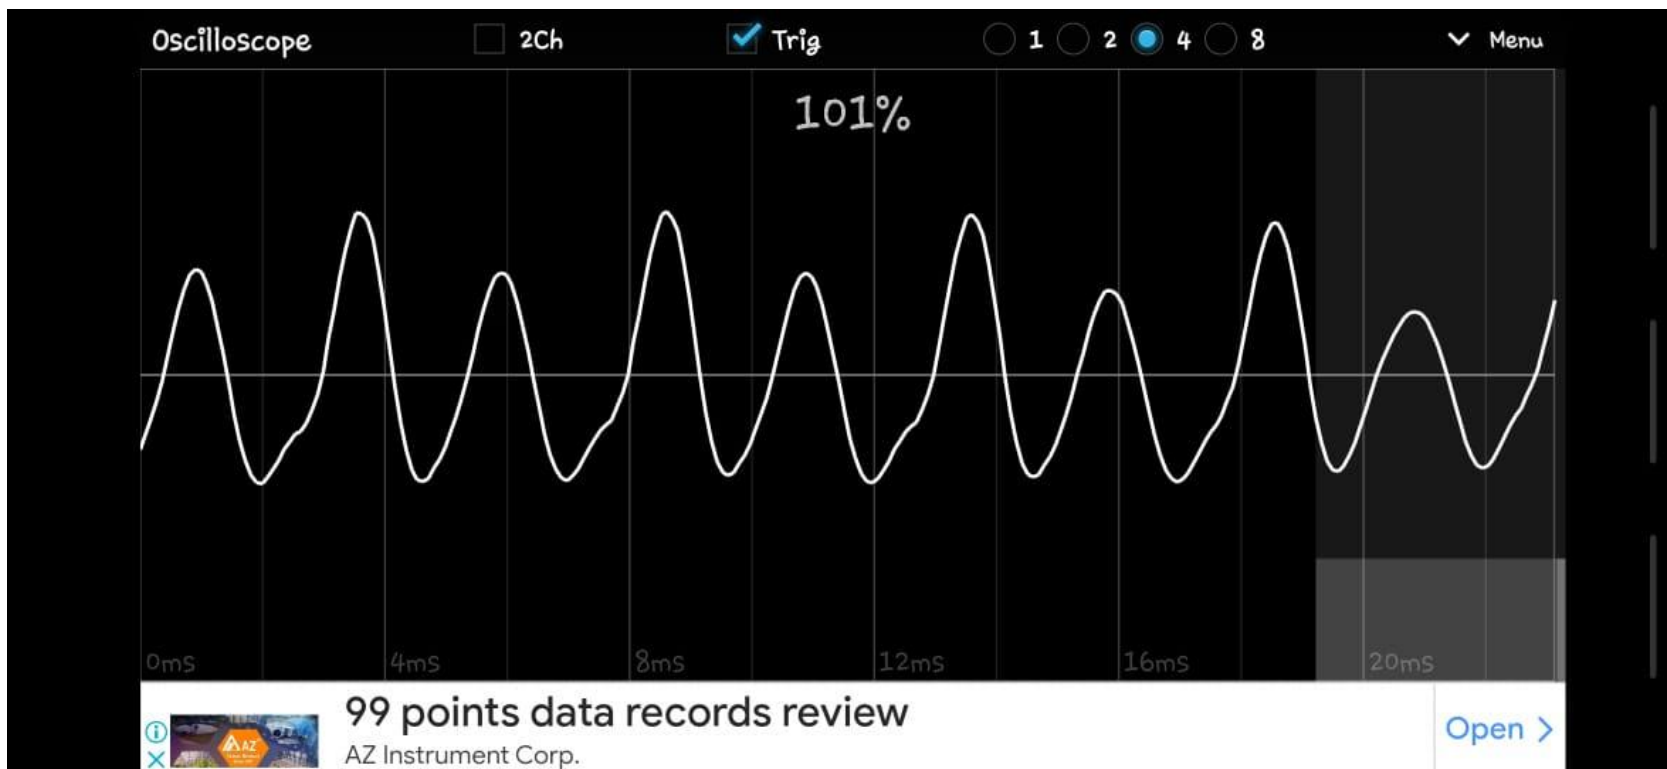 Oscilloscope 2Ch Trig 1 2 4 8 Menu
101%
0ms 4ms 8ms 12ms 16ms 20ms
99 points data records review
AZ Instrument Corp.
Open
AZ